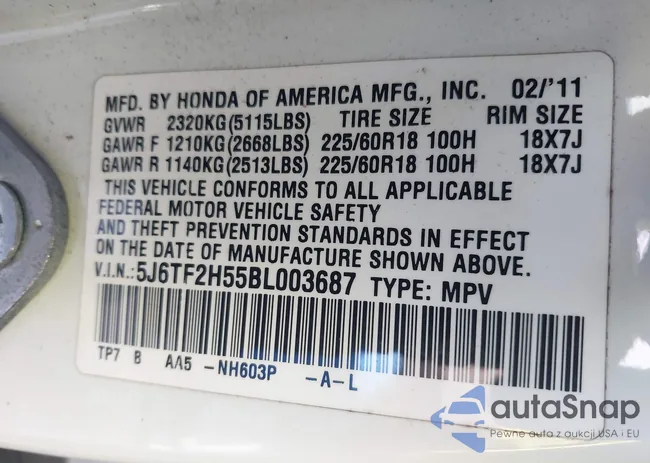 MFD. BY HONDA OF AMERICA MFG., INC. 02/'11
GVWR 2320KG(5115LBS) TIRE SIZE RIM SIZE
GAWR F 1210KG(2668LBS) 225/60R18 100H 18X7J
GAWR R 1140KG(2513LBS) 225/60R18 100H 18X7J
THIS VEHICLE CONFORMS TO ALL APPLICABLE
FEDERAL MOTOR VEHICLE SAFETY
AND THEFT PREVENTION STANDARDS IN EFFECT
ON THE DATE OF MANUFACTURE SHOWN ABOVE.
V.I.N.:5J6TF2H55BL003687 TYPE: MPV
TP7 B AA5 -NH603P -A-L
autaSnap
Pewne auta z aukcji USA i EU